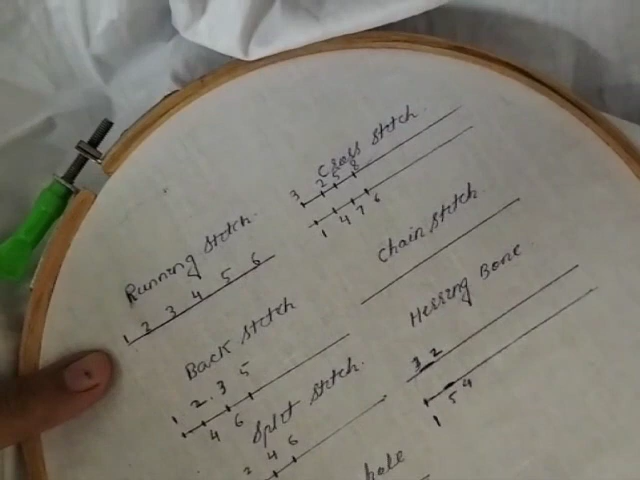 Cross Stitch.
3 2 5 8
1 4 7 6
Running Stitch.
1 2 3 4 5 6
Chain Stitch
Back Stitch
1 2 3 5
4 6
Herring Bone
3 2
1 5 4
Split Stitch.
2 4 6
hole